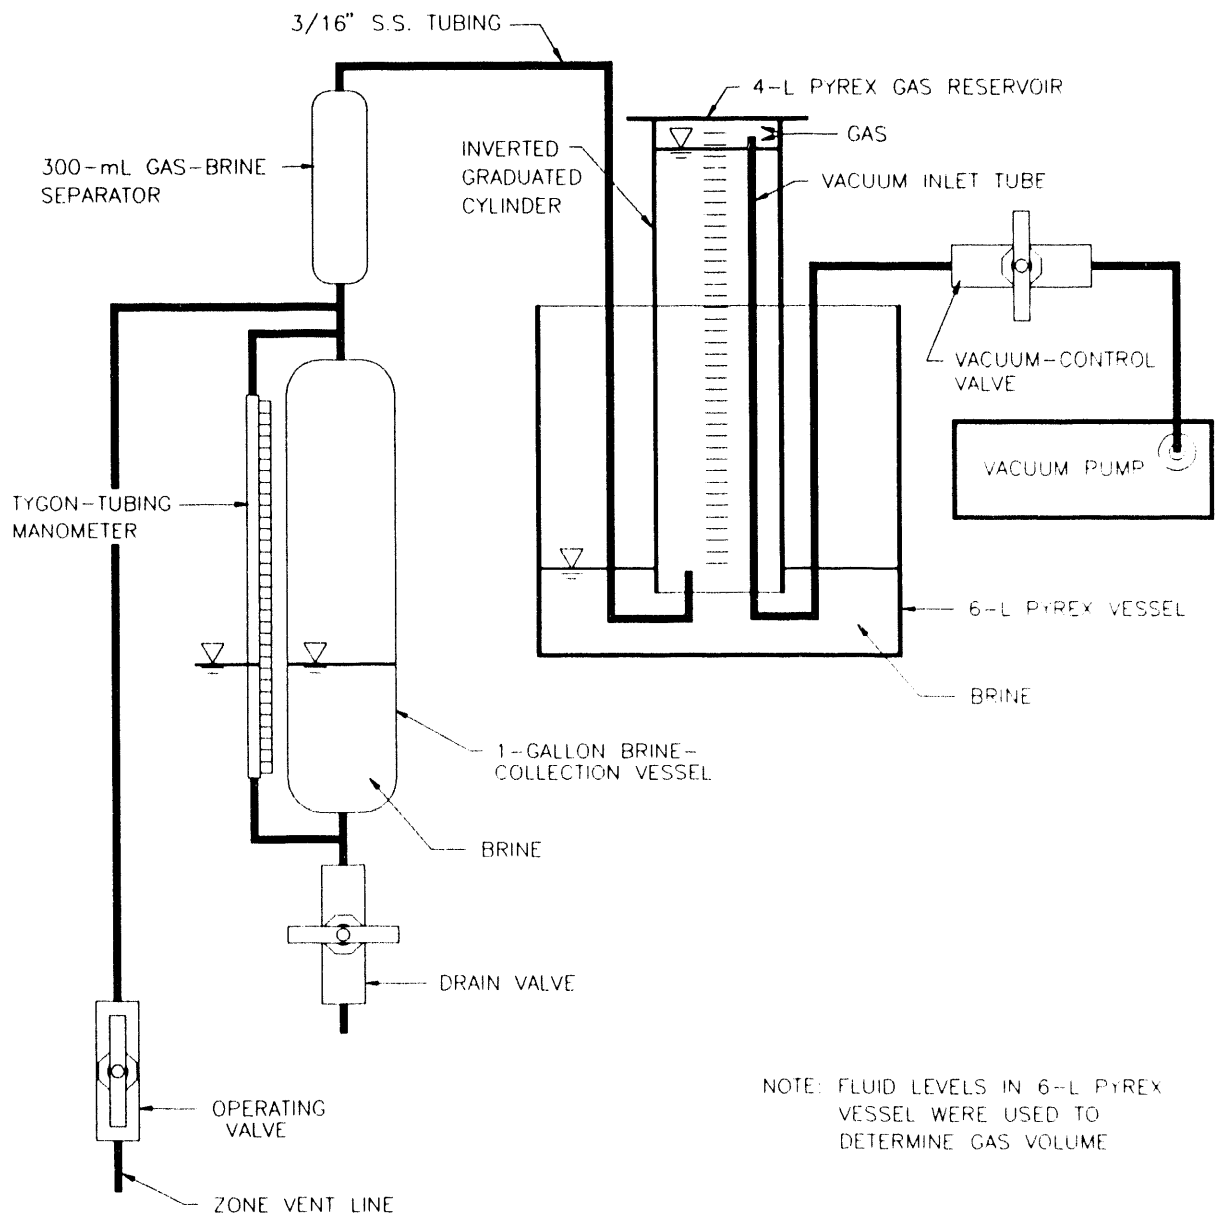 3/16" S.S. TUBING
4-L PYREX GAS RESERVOIR
GAS
INVERTED
GRADUATED
CYLINDER
300-mL GAS-BRINE
SEPARATOR
VACUUM INLET TUBE
VACUUM-CONTROL
VALVE
VACUUM PUMP
TYGON-TUBING
MANOMETER
6-L PYREX VESSEL
BRINE
1-GALLON BRINE-
COLLECTION VESSEL
BRINE
DRAIN VALVE
OPERATING
VALVE
ZONE VENT LINE
NOTE: FLUID LEVELS IN 6-L PYREX
VESSEL WERE USED TO
DETERMINE GAS VOLUME